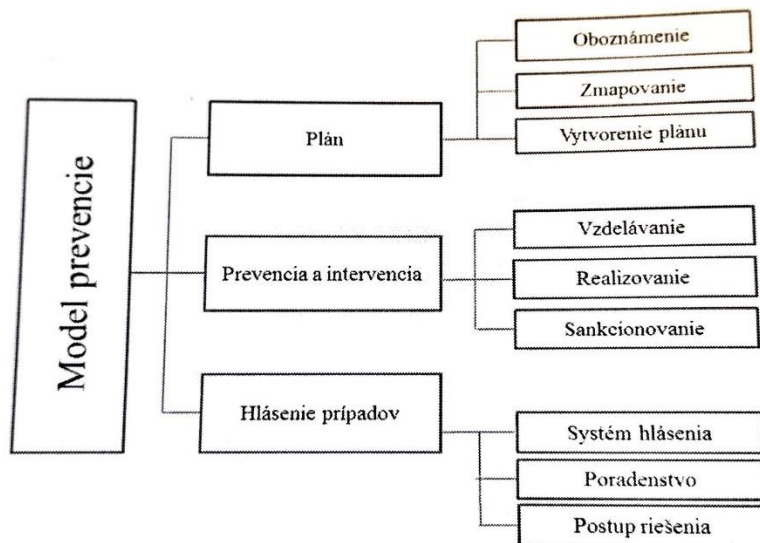 Model prevencie
Plán
Oboznámenie
Zmapovanie
Vytvorenie plánu
Prevencia a intervencia
Vzdelávanie
Realizovanie
Sankcionovanie
Hlásenie prípadov
Systém hlásenia
Poradenstvo
Postup riešenia